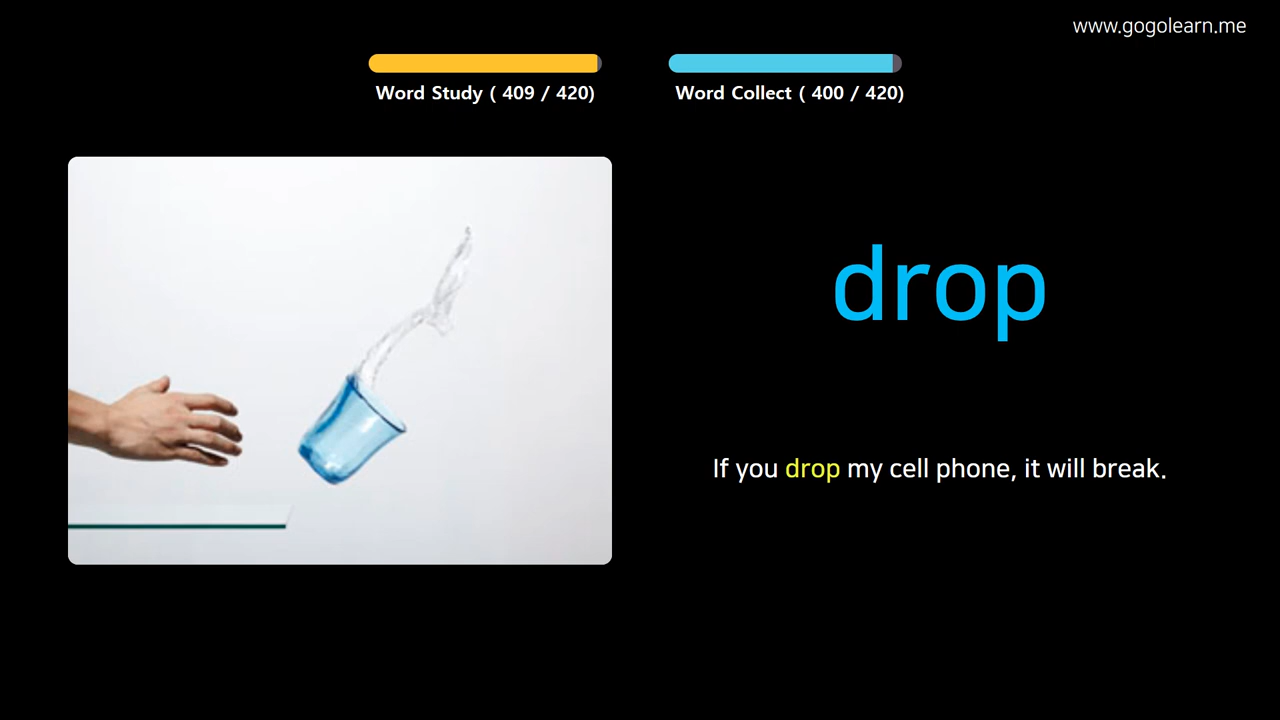 www.gogolearn.me
Word Study ( 409 / 420)
Word Collect ( 400 / 420)
drop
If you drop my cell phone, it will break.